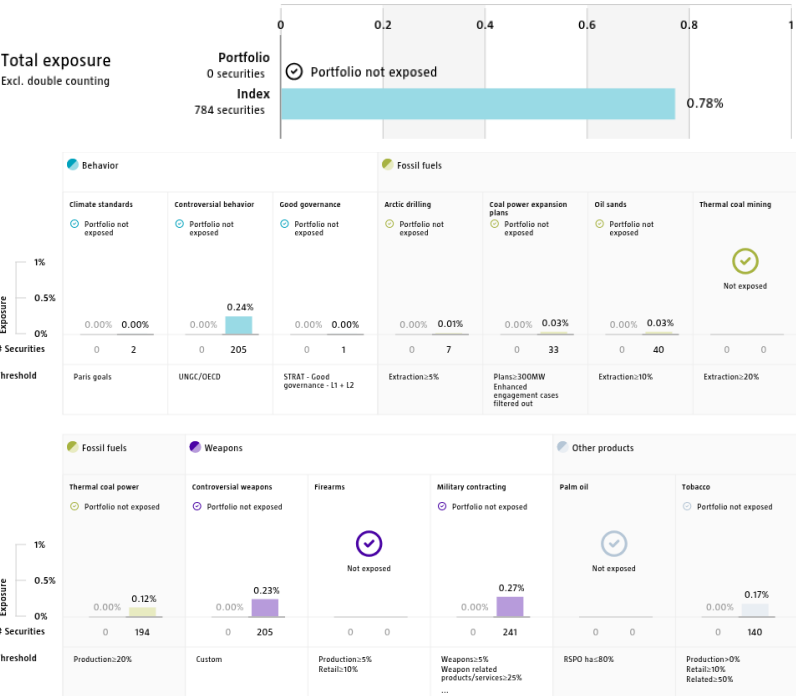 0 0.2 0.4 0.6 0.8 1
Total exposure
Excl. double counting
Portfolio
0 securities
Portfolio not exposed
Index
784 securities
0.78%
Behavior
Fossil fuels
Climate standards
Controversial behavior
Good governance
Arctic drilling
Coal power expansion
plans
Oil sands
Thermal coal mining
Portfolio not
exposed
Portfolio not
exposed
Portfolio not
exposed
Portfolio not
exposed
Portfolio not
exposed
Portfolio not
exposed
Not exposed
1%
0.5%
0%
Exposure
0.00% 0.00%
0.00% 0.24%
0.00% 0.00%
0.00% 0.01%
0.00% 0.03%
0.00% 0.03%
# Securities
0 2
0 205
0 1
0 7
0 33
0 40
0 0
hreshold
Paris goals
UNGC/OECD
STRAT - Good
governance - L1 + L2
Extraction≥5%
Plans≥300MW
Enhanced
engagement cases
filtered out
Extraction≥10%
Extraction≥20%
Fossil fuels
Weapons
Other products
Thermal coal power
Controversial weapons
Firearms
Military contracting
Palm oil
Tobacco
Portfolio not exposed
Portfolio not exposed
Not exposed
Portfolio not exposed
Not exposed
Portfolio not exposed
1%
0.5%
0%
Exposure
0.00% 0.12%
0.00% 0.23%
0.00% 0.27%
0.00% 0.17%
# Securities
0 194
0 205
0 0
0 241
0 0
0 140
hreshold
Production≥20%
Custom
Production≥5%
Retail≥10%
Weapons≥5%
Weapon related
products/services≥25%
...
RSPO ha≤80%
Production>0%
Retail≥10%
Related≥50%